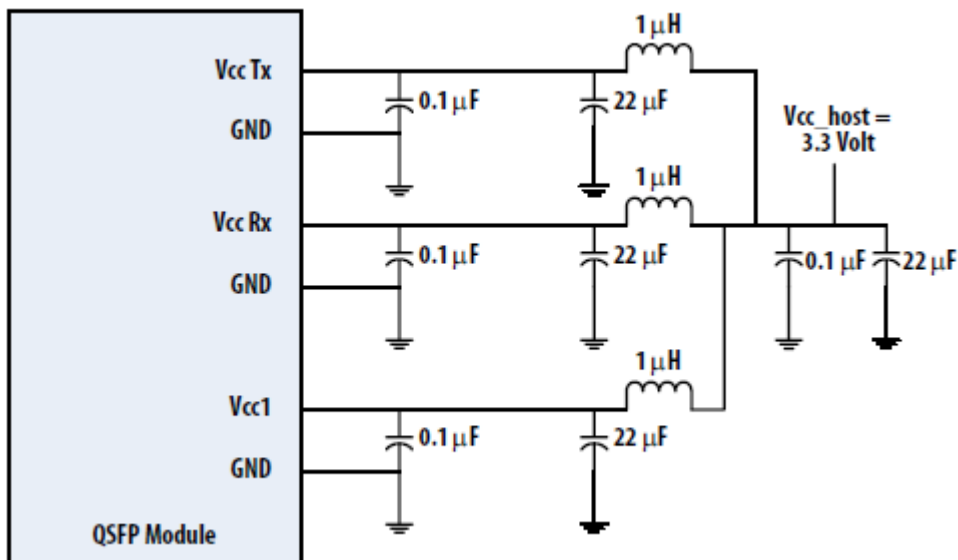 1 μH
Vcc Tx
0.1 μF
22 μF
GND
Vcc_host =
3.3 Volt
1 μH
Vcc Rx
0.1 μF
22 μF
0.1 μF
22 μF
GND
1 μH
Vcc1
0.1 μF
22 μF
GND
QSFP Module